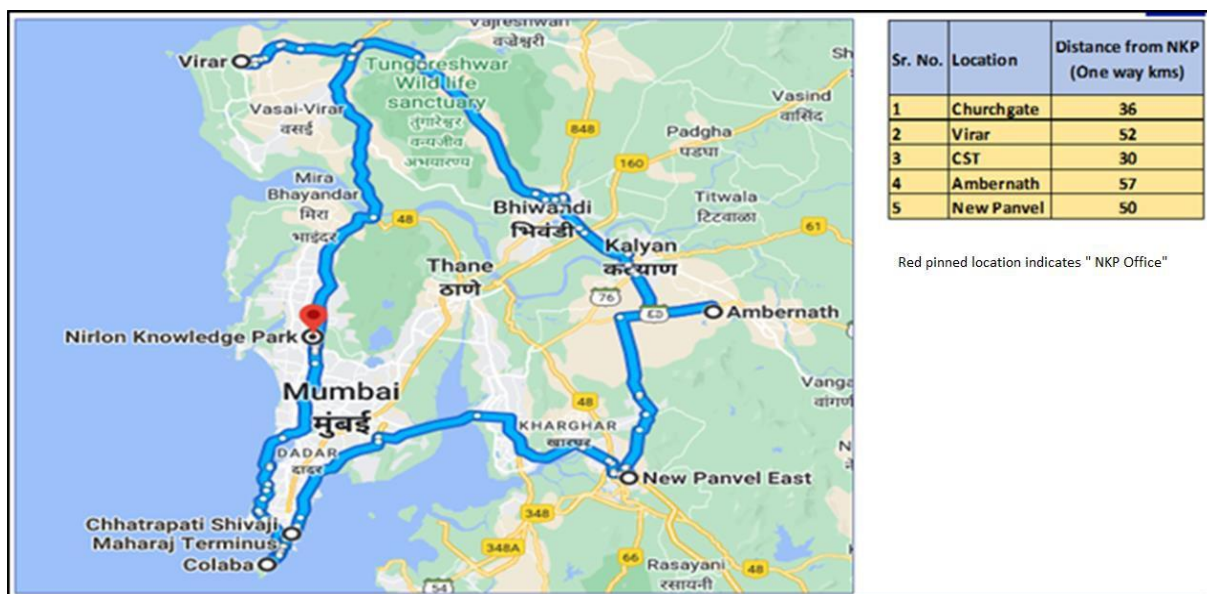 Vajreshwari
वज्रेश्वरी
Virar
Tungareshwar
Wild life
sanctuary
तुंगारेश्वर
वन्यजीव
अभयारण्य
Vasai-Virar
वसई
Vasind
वासिंद
848
Padgha
पडघा
160
Mira
Bhayandar
मिरा
भाईंदर
48
Bhiwandi
भिवंडी
Titwala
टिटवाळा
Kalyan
कल्याण
61
Thane
ठाणे
76
Ambernath
Nirlon Knowledge Park
Mumbai
मुंबई
Vanga
वांगणी
48
KHARGHAR
खारघर
DADAR
दादर
New Panvel East
Chhatrapati Shivaji
Maharaj Terminus
Colaba
348
348A
66
48
Rasayani
रसायनी
54
Sr. No. Location Distance from NKP
(One way kms)
1 Churchgate 36
2 Virar 52
3 CST 30
4 Ambernath 57
5 New Panvel 50
Red pinned location indicates " NKP Office"